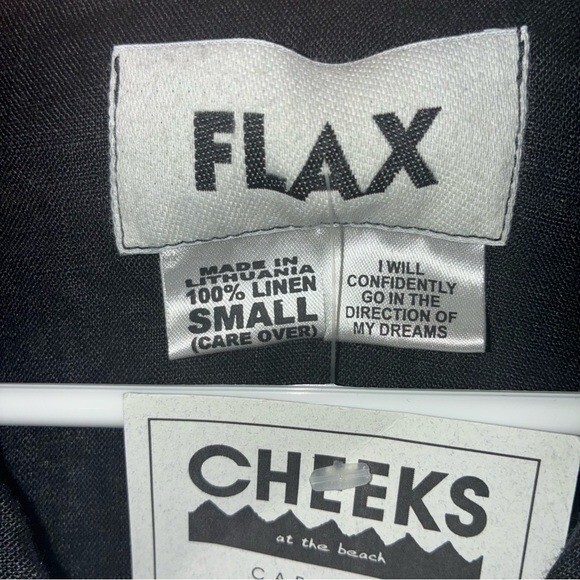 FLAX
MADE IN
LITHUANIA
100% LINEN
SMALL
(CARE OVER)
I WILL
CONFIDENTLY
GO IN THE
DIRECTION OF
MY DREAMS
CHEEKS
at the beach